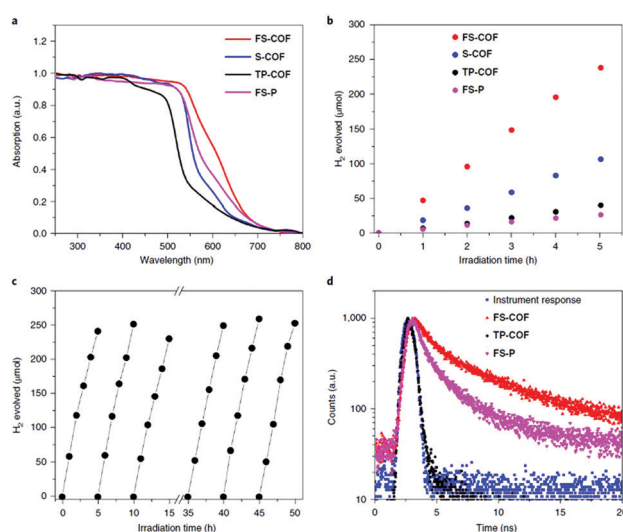 a
1.2
1.0
0.8
0.6
0.4
0.2
0
Absorption (a.u.)
300
400
500
600
700
800
Wavelength (nm)
FS-COF
S-COF
TP-COF
FS-P
b
300
250
200
150
100
50
0
H2 evolved (μmol)
0
1
2
3
4
5
Irradiation time (h)
FS-COF
S-COF
TP-COF
FS-P
c
300
250
200
150
100
50
0
H2 evolved (μmol)
0
5
10
15
35
40
45
50
Irradiation time (h)
d
1,000
100
10
Counts (a.u.)
0
5
10
15
20
Time (ns)
Instrument response
FS-COF
TP-COF
FS-P